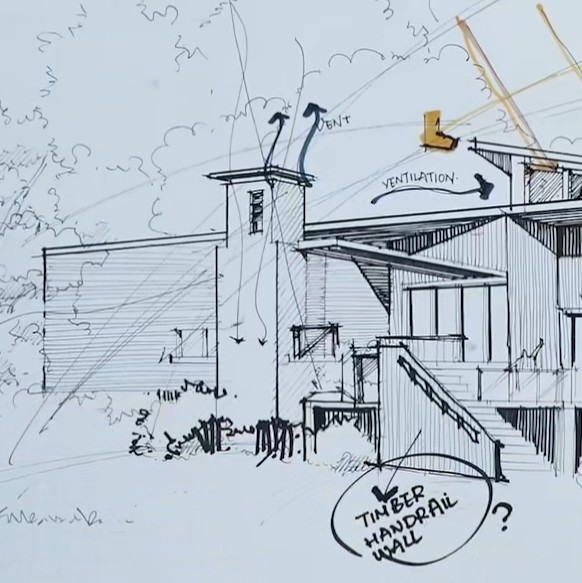 VENT
VENTILATION.
TIMBER
HANDRAIL
WALL
?